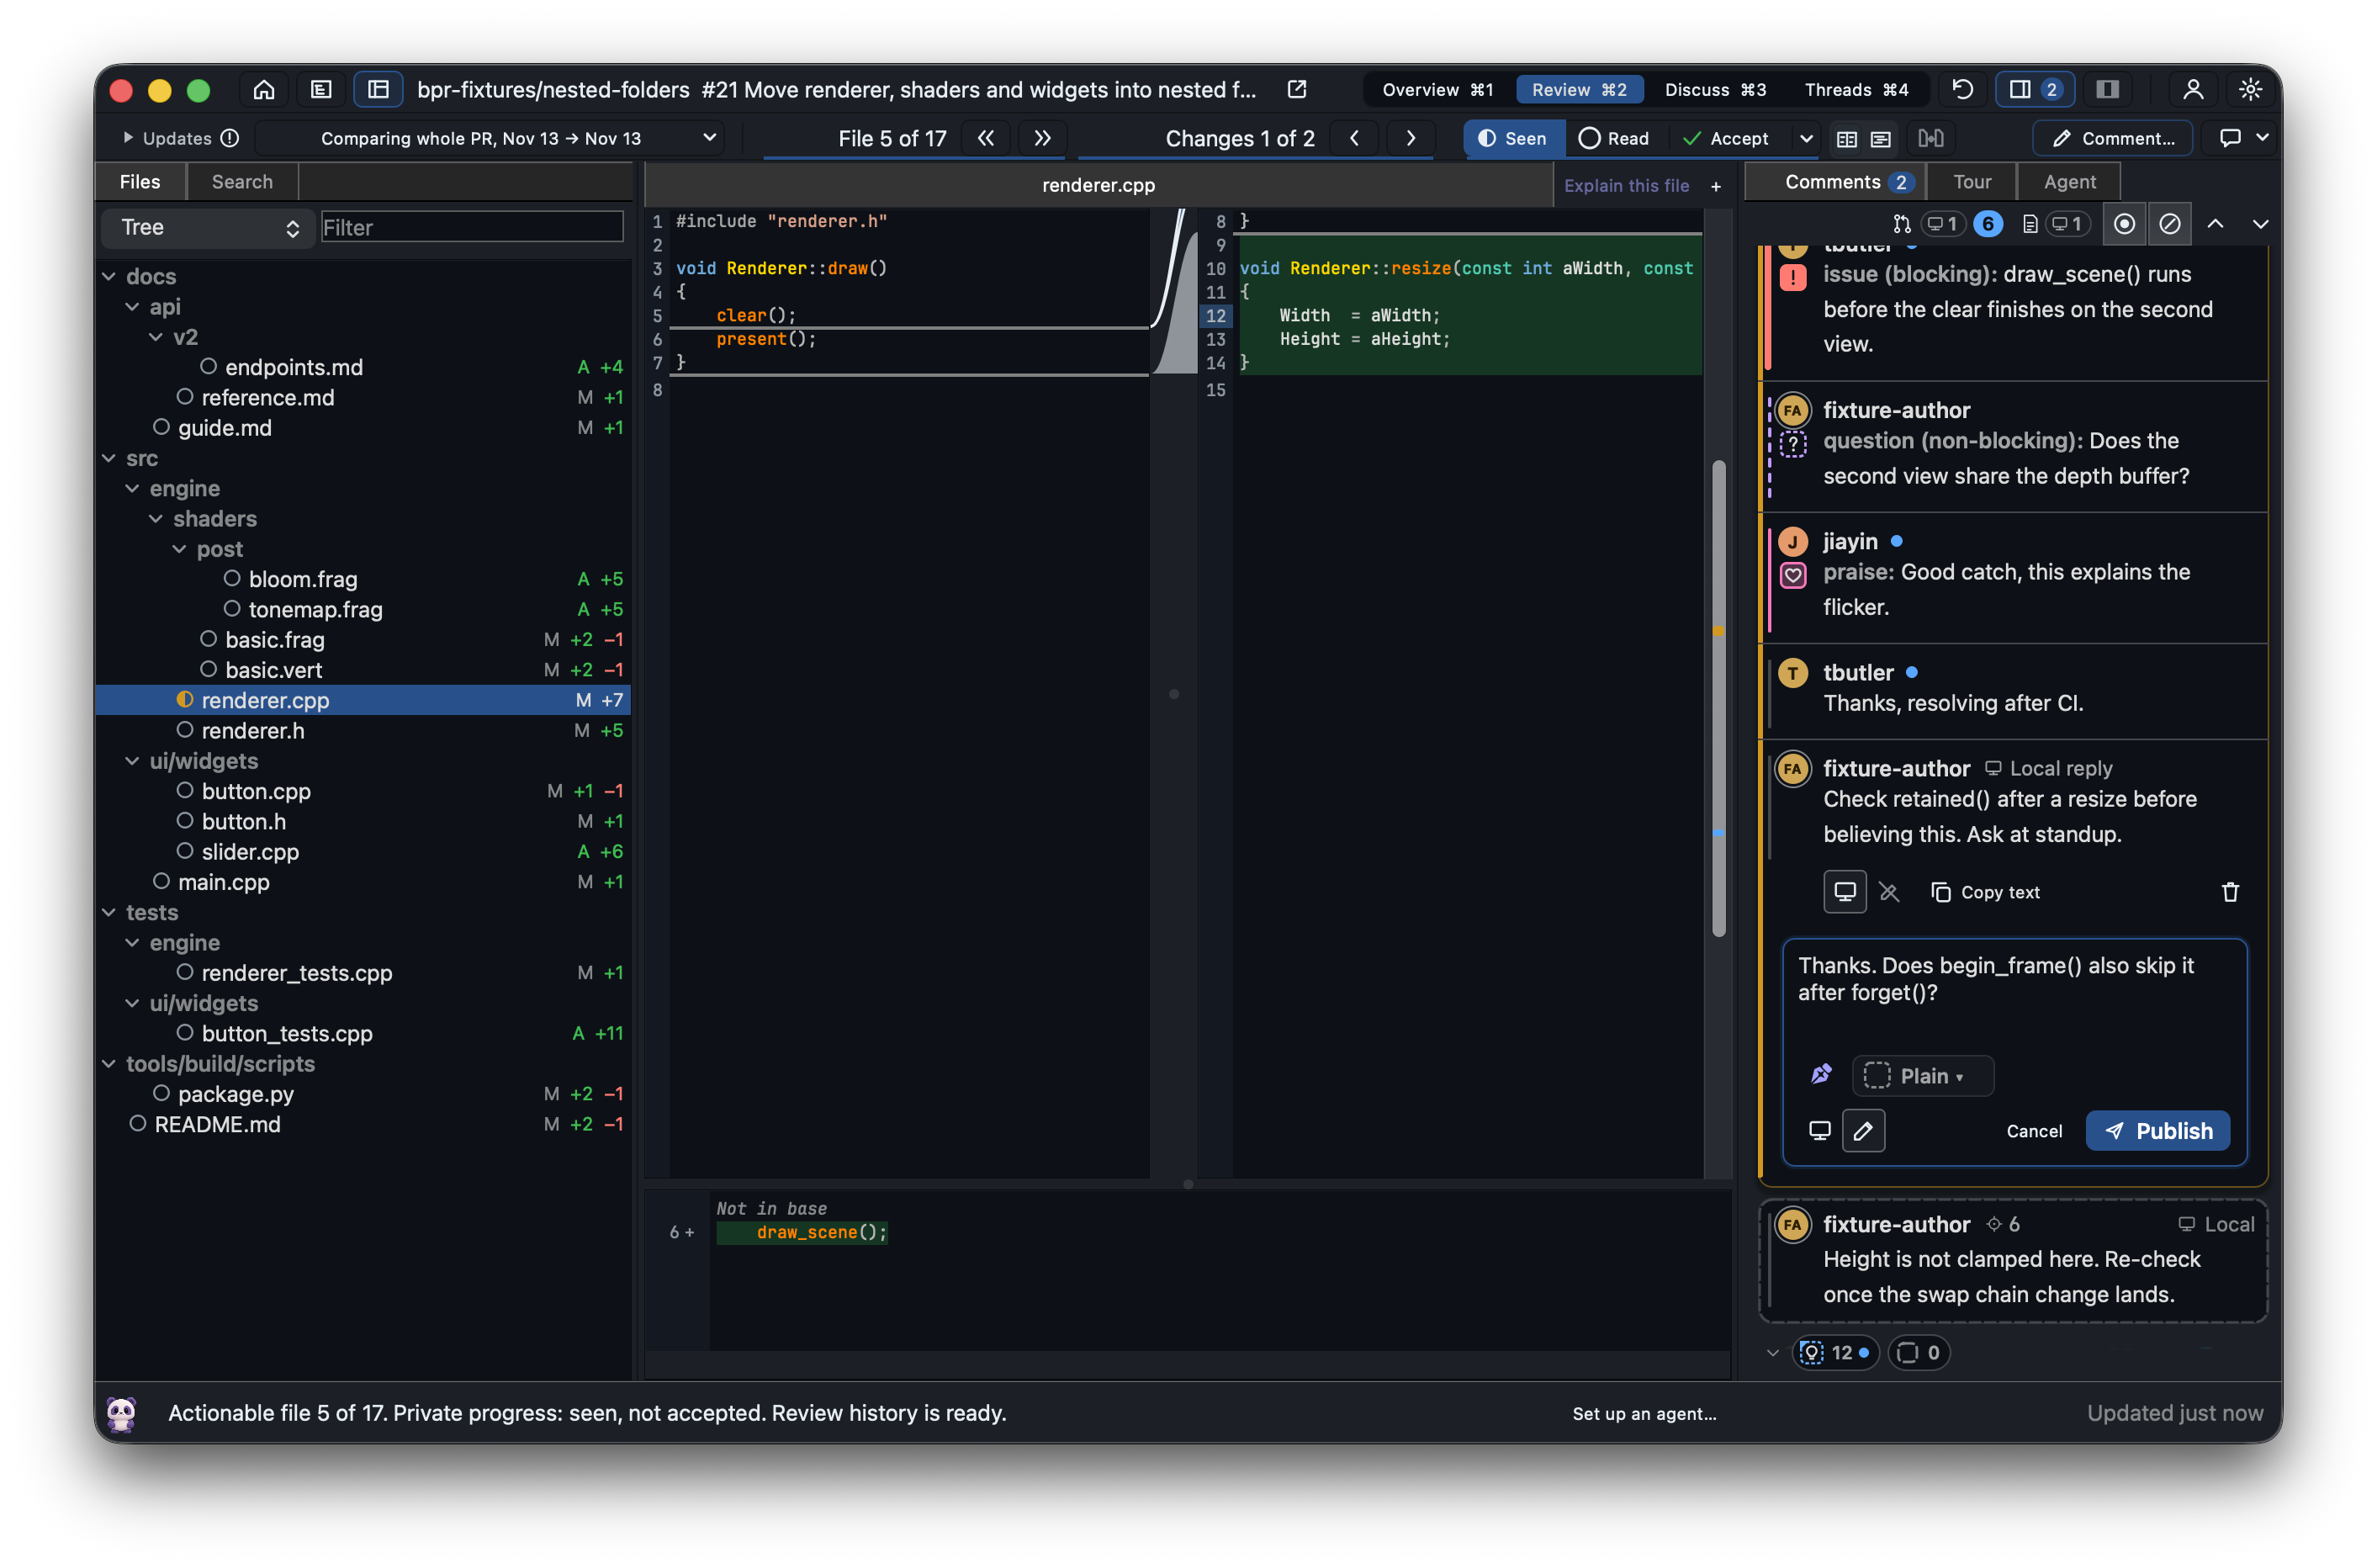 bpr-fixtures/nested-folders #21 Move renderer, shaders and widgets into nested f...
Overview ⌘1
Review ⌘2
Discuss ⌘3
Threads ⌘4
2
Updates
Comparing whole PR, Nov 13 → Nov 13
File 5 of 17
Changes 1 of 2
Seen
Read
Accept
Comment...
Files
Search
Tree
Filter
docs
api
v2
endpoints.md A +4
reference.md M +1
guide.md M +1
src
engine
shaders
post
bloom.frag A +5
tonemap.frag A +5
basic.frag M +2 −1
basic.vert M +2 −1
renderer.cpp M +7
renderer.h M +5
ui/widgets
button.cpp M +1 −1
button.h M +1
slider.cpp A +6
main.cpp M +1
tests
engine
renderer_tests.cpp M +1
ui/widgets
button_tests.cpp A +11
tools/build/scripts
package.py M +2 −1
README.md M +2 −1
renderer.cpp
Explain this file +
1 #include "renderer.h"
2
3 void Renderer::draw()
4 {
5 clear();
6 present();
7 }
8
8 }
9
10 void Renderer::resize(const int aWidth, const
11 {
12 Width = aWidth;
13 Height = aHeight;
14 }
15
Not in base
6 + draw_scene();
Comments 2
Tour
Agent
1
6
1
tbutler
issue (blocking): draw_scene() runs
before the clear finishes on the second
view.
FA fixture-author
question (non-blocking): Does the
second view share the depth buffer?
J jiayin
praise: Good catch, this explains the
flicker.
T tbutler
Thanks, resolving after CI.
FA fixture-author Local reply
Check retained() after a resize before
believing this. Ask at standup.
Copy text
Thanks. Does begin_frame() also skip it
after forget()?
Plain
Cancel
Publish
FA fixture-author 6 Local
Height is not clamped here. Re-check
once the swap chain change lands.
12
0
Actionable file 5 of 17. Private progress: seen, not accepted. Review history is ready.
Set up an agent...
Updated just now